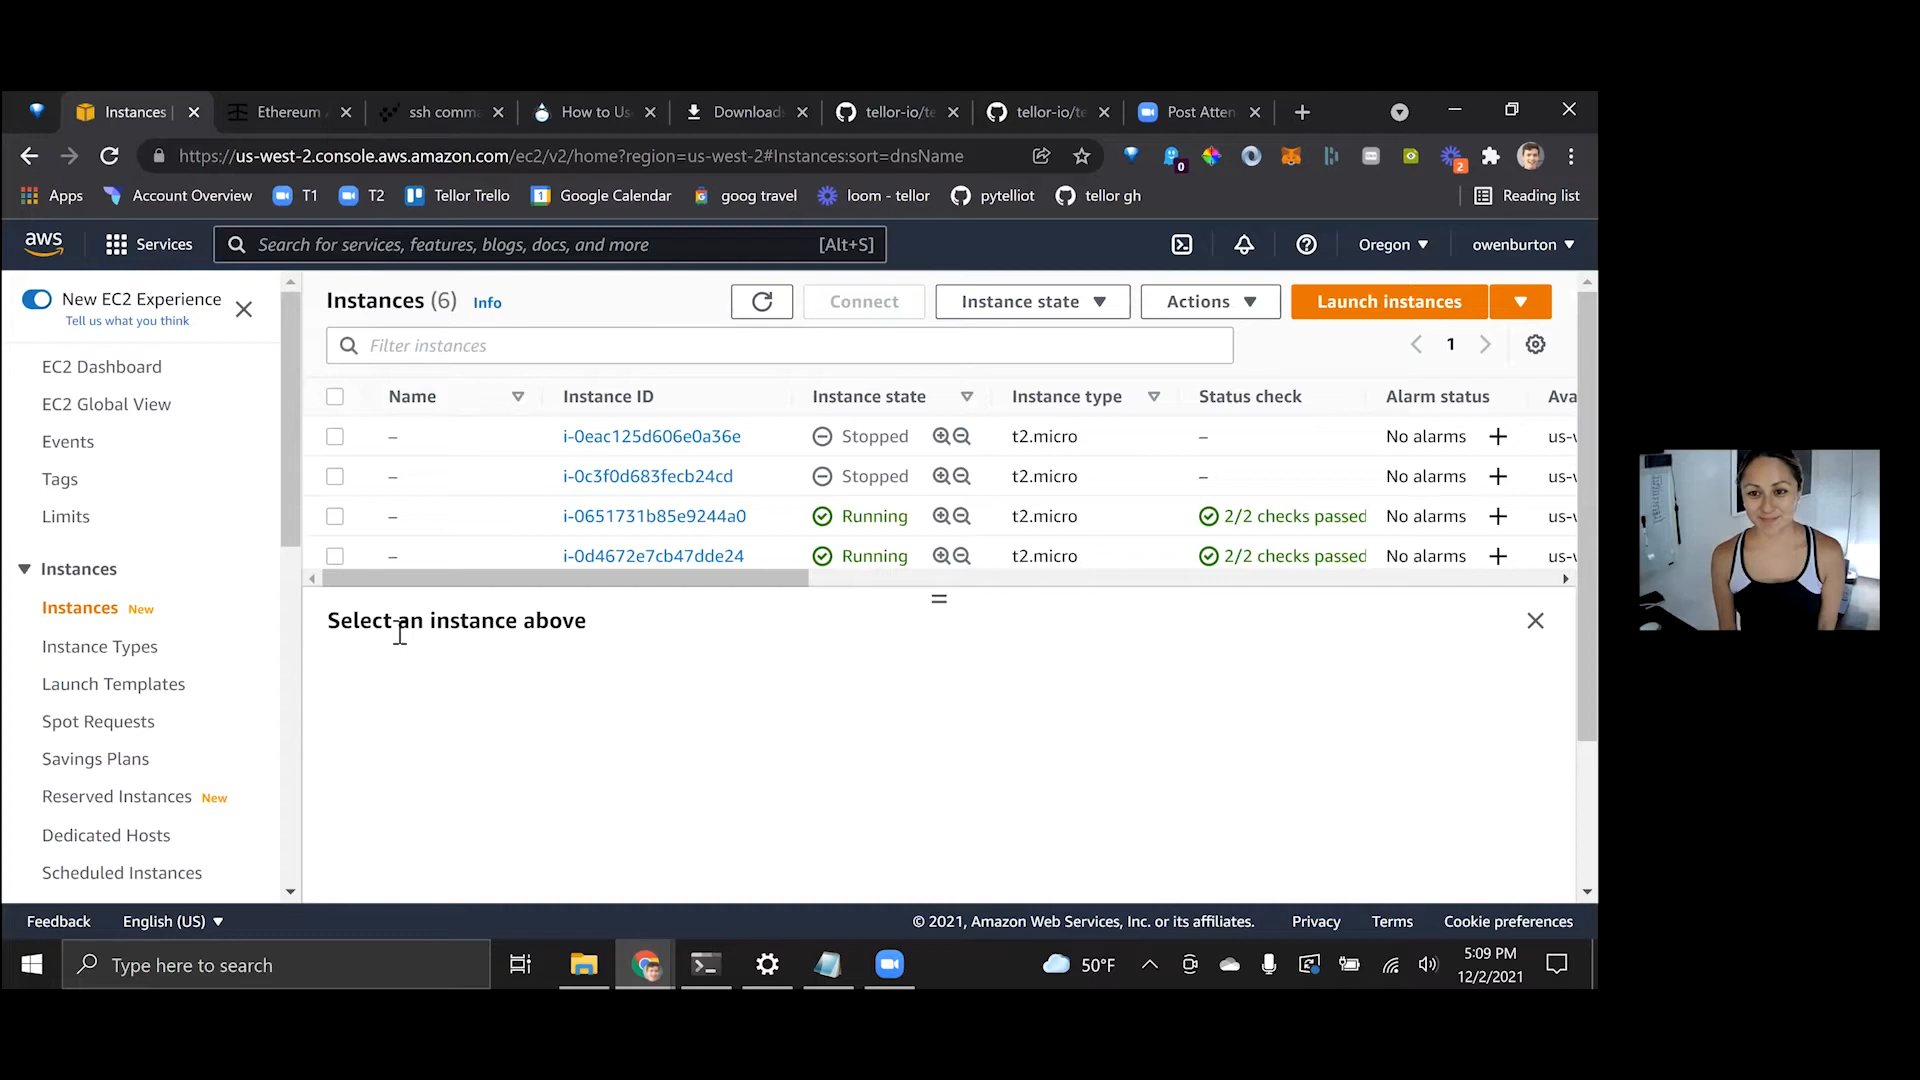 Instances |
Ethereum
ssh comm
How to Us
Download
tellor-io/te
tellor-io/te
Post Atten
https://us-west-2.console.aws.amazon.com/ec2/v2/home?region=us-west-2#Instances:sort=dnsName
0
2
Apps
Account Overview
T1
T2
Tellor Trello
1
Google Calendar
goog travel
loom - tellor
pytelliot
tellor gh
Reading list
aws
Services
Search for services, features, blogs, docs, and more
[Alt+S]
Oregon
owenburton
New EC2 Experience
Tell us what you think
EC2 Dashboard
EC2 Global View
Events
Tags
Limits
Instances
Instances New
Instance Types
Launch Templates
Spot Requests
Savings Plans
Reserved Instances New
Dedicated Hosts
Scheduled Instances
Instances (6) Info
Connect
Instance state
Actions
Launch instances
Filter instances
1
Name Instance ID Instance state Instance type Status check Alarm status Ava
– i-0eac125d606e0a36e Stopped t2.micro – No alarms + us-w
– i-0c3f0d683fecb24cd Stopped t2.micro – No alarms + us-w
– i-0651731b85e9244a0 Running t2.micro 2/2 checks passed No alarms + us-w
– i-0d4672e7cb47dde24 Running t2.micro 2/2 checks passed No alarms + us-w
Select an instance above
Feedback
English (US)
© 2021, Amazon Web Services, Inc. or its affiliates.
Privacy
Terms
Cookie preferences
Type here to search
50°F
5:09 PM
12/2/2021